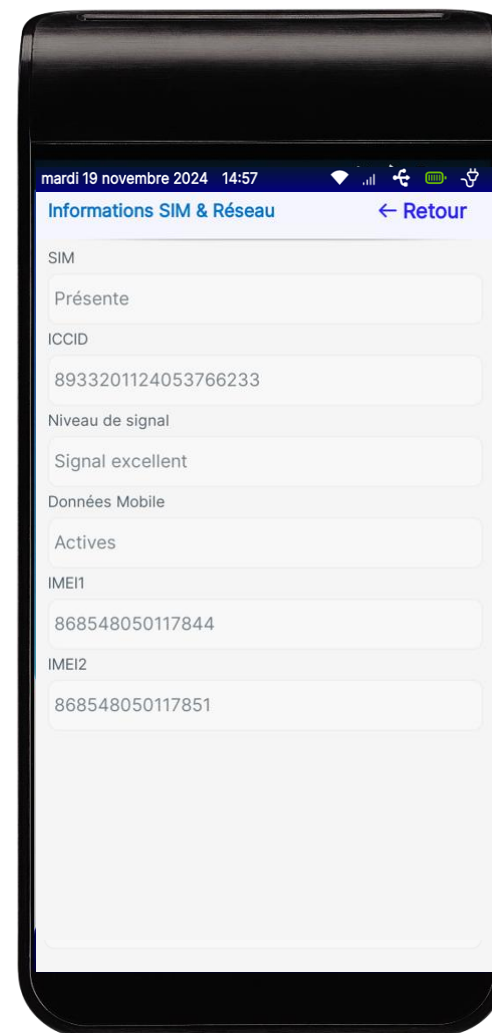 mardi 19 novembre 2024 14:57
Informations SIM & Réseau ← Retour
SIM
Présente
ICCID
8933201124053766233
Niveau de signal
Signal excellent
Données Mobile
Actives
IMEI1
868548050117844
IMEI2
868548050117851